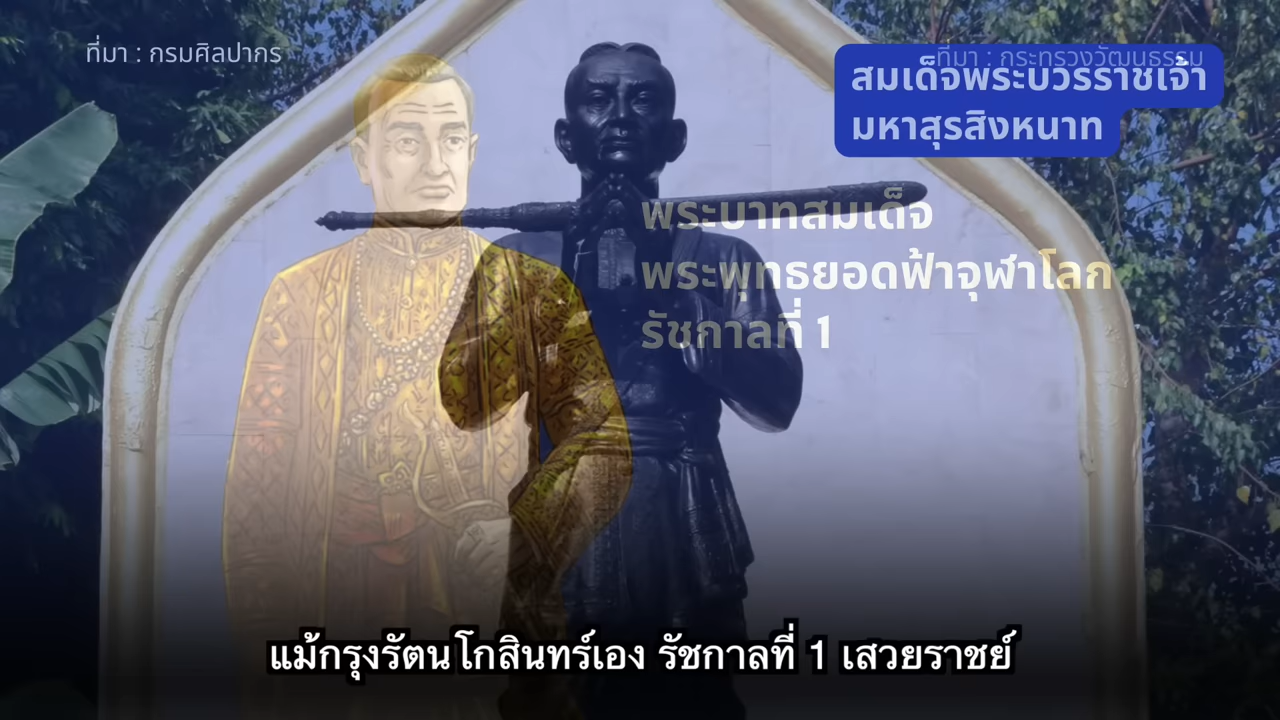 ที่มา : กรมศิลปากร
ที่มา : กระทรวงวัฒนธรรม
สมเด็จพระบวรราชเจ้า
มหาสุรสิงหนาท
พระบาทสมเด็จ
พระพุทธยอดฟ้าจุฬาโลก
รัชกาลที่ 1
แม้กรุงรัตนโกสินทร์เอง รัชกาลที่ 1 เสวยราชย์